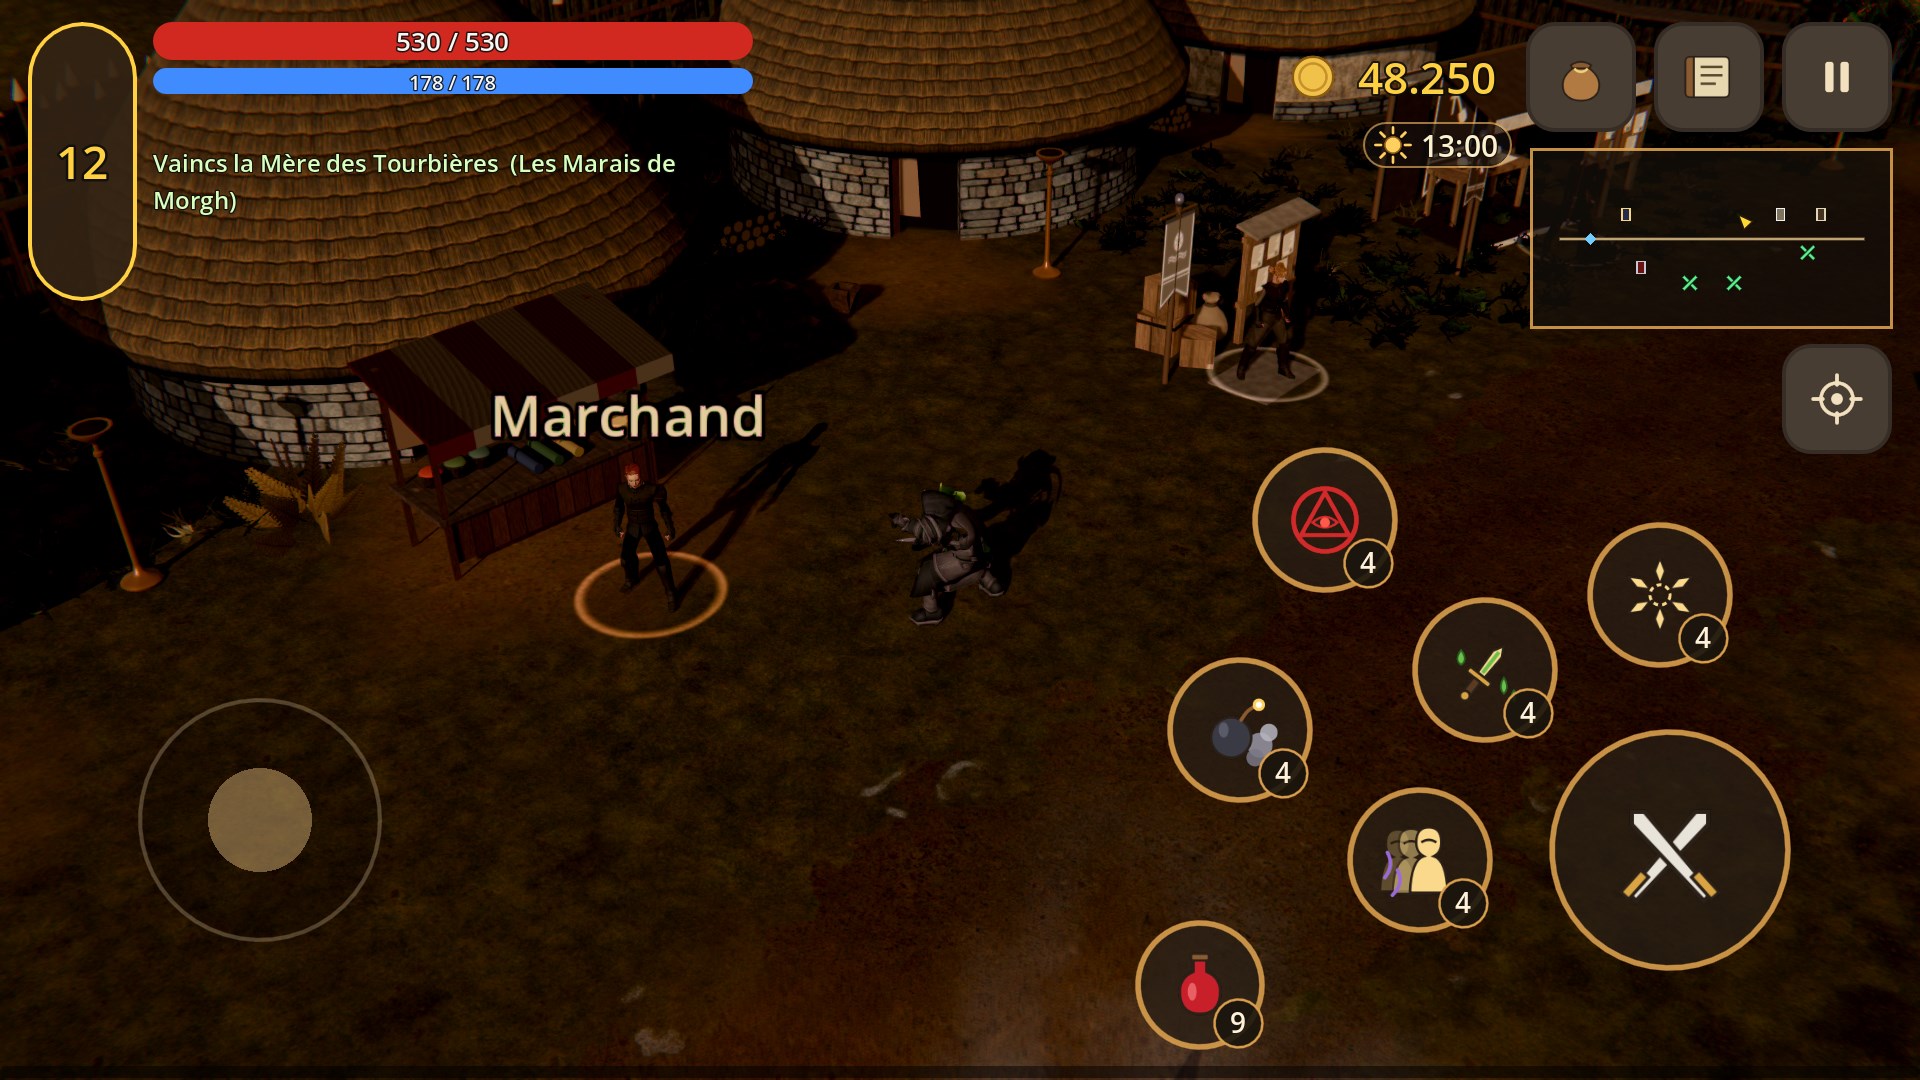 530 / 530
178 / 178
12
Vaincs la Mère des Tourbières (Les Marais de
Morgh)
48.250
13:00
Marchand
4
4
4
4
4
9